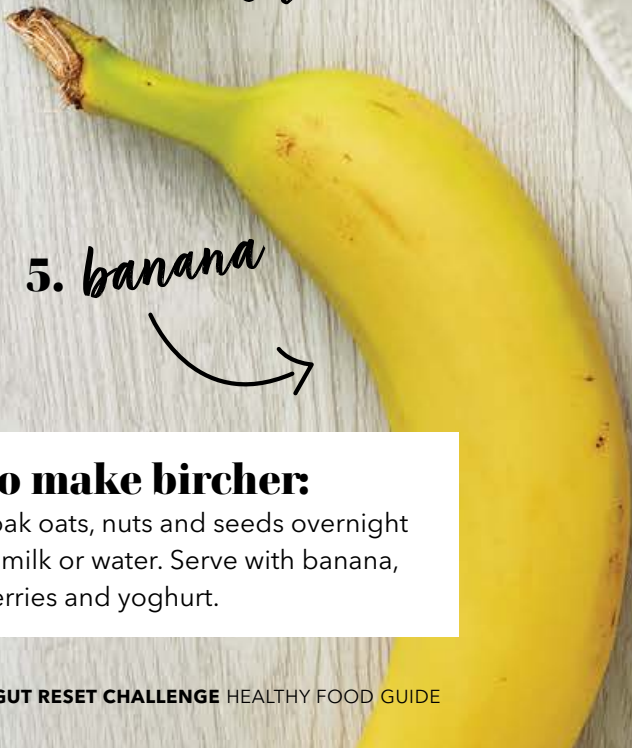 5. banana
o make bircher:
oak oats, nuts and seeds overnight
milk or water. Serve with banana,
erries and yoghurt.
GUT RESET CHALLENGE HEALTHY FOOD GUIDE